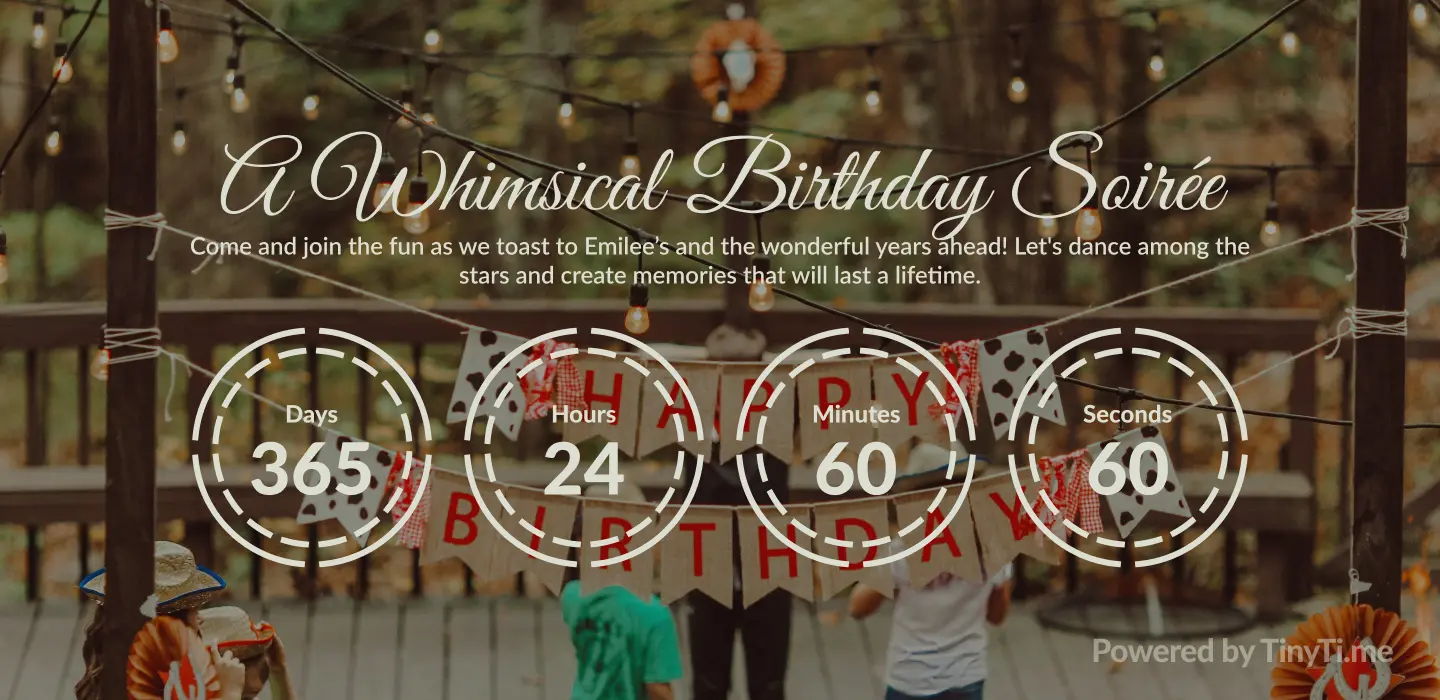 A Whimsical Birthday Soirée
Come and join the fun as we toast to Emilee’s and the wonderful years ahead! Let's dance among the
stars and create memories that will last a lifetime.
HAPPY
Days Hours Minutes Seconds
365 24 60 60
BIRTHDAY
Powered by TinyTi.me